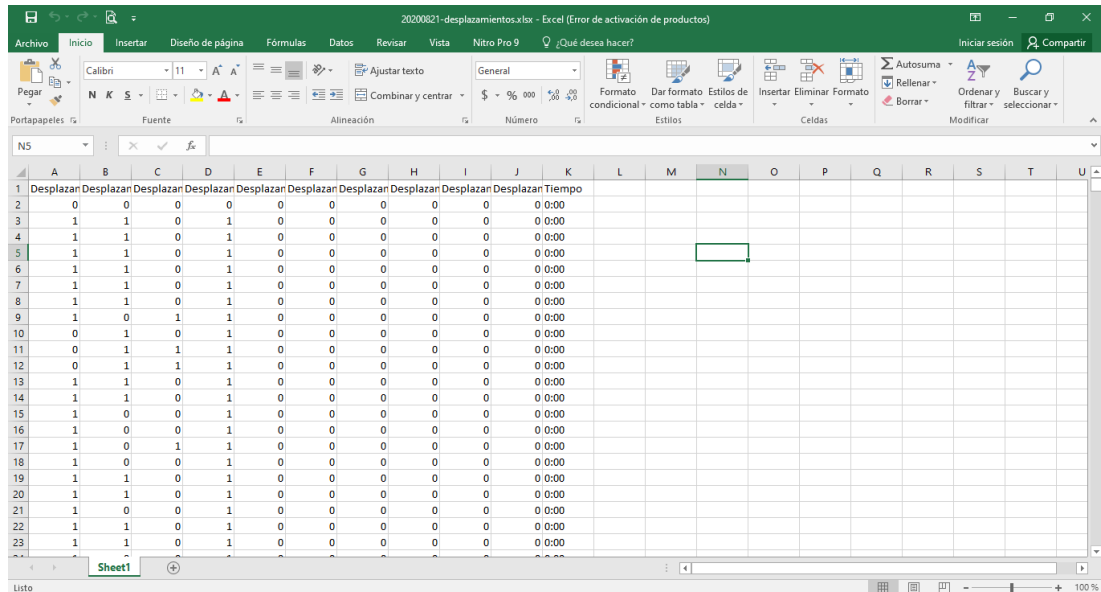 20200821-desplazamientos.xlsx - Excel (Error de activación de productos)
Archivo Inicio Insertar Diseño de página Fórmulas Datos Revisar Vista Nitro Pro 9 ¿Qué desea hacer? Iniciar sesión Compartir
Pegar Calibri 11 A A Ajustar texto General Formato condicional Dar formato como tabla Estilos de celda Insertar Eliminar Formato Autosuma Ordenar y filtrar Buscar y seleccionar
N K S A Combinar y centrar $ % 000 Rellenar
Borrar
Portapapeles Fuente Alineación Número Estilos Celdas Modificar
N5 fx
A B C D E F G H I J K L M N O P Q R S T U
1 Desplazan Desplazan Desplazan Desplazan Desplazan Desplazan Desplazan Desplazan Desplazan Desplazan Tiempo
2 0 0 0 0 0 0 0 0 0 0 0:00
3 1 1 0 1 0 0 0 0 0 0 0:00
4 1 1 0 1 0 0 0 0 0 0 0:00
5 1 1 0 1 0 0 0 0 0 0 0:00
6 1 1 0 1 0 0 0 0 0 0 0:00
7 1 1 0 1 0 0 0 0 0 0 0:00
8 1 1 0 1 0 0 0 0 0 0 0:00
9 1 0 1 1 0 0 0 0 0 0 0:00
10 0 1 0 1 0 0 0 0 0 0 0:00
11 0 1 1 1 0 0 0 0 0 0 0:00
12 0 1 1 1 0 0 0 0 0 0 0:00
13 1 1 0 1 0 0 0 0 0 0 0:00
14 1 1 0 1 0 0 0 0 0 0 0:00
15 1 0 0 1 0 0 0 0 0 0 0:00
16 1 0 0 1 0 0 0 0 0 0 0:00
17 1 0 1 1 0 0 0 0 0 0 0:00
18 1 0 0 1 0 0 0 0 0 0 0:00
19 1 1 0 1 0 0 0 0 0 0 0:00
20 1 1 0 1 0 0 0 0 0 0 0:00
21 1 0 0 1 0 0 0 0 0 0 0:00
22 1 1 0 1 0 0 0 0 0 0 0:00
23 1 1 0 1 0 0 0 0 0 0 0:00
Sheet1
Listo 100 %